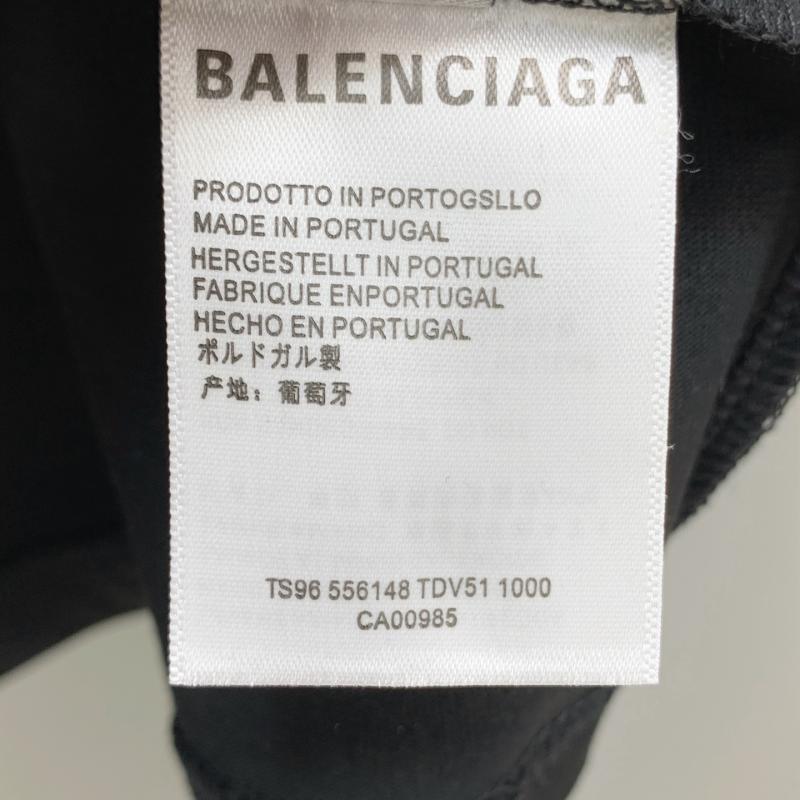 BALENCIAGA
PRODOTTO IN PORTOGSLLO
MADE IN PORTUGAL
HERGESTELLT IN PORTUGAL
FABRIQUE ENPORTUGAL
HECHO EN PORTUGAL
ポルドガル製
产地：葡萄牙
TS96 556148 TDV51 1000
CA00985